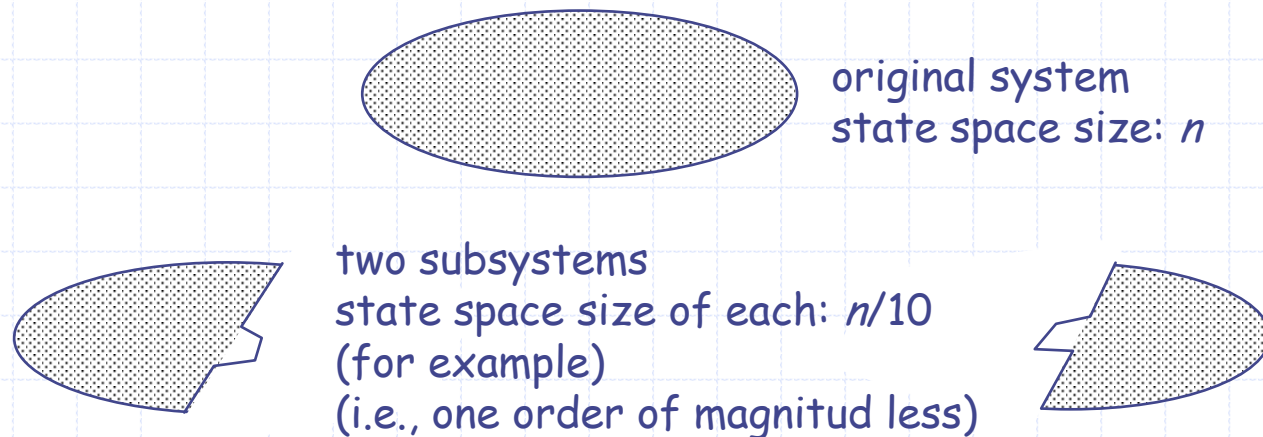 original system
state space size: n
two subsystems
state space size of each: n/10
(for example)
(i.e., one order of magnitud less)